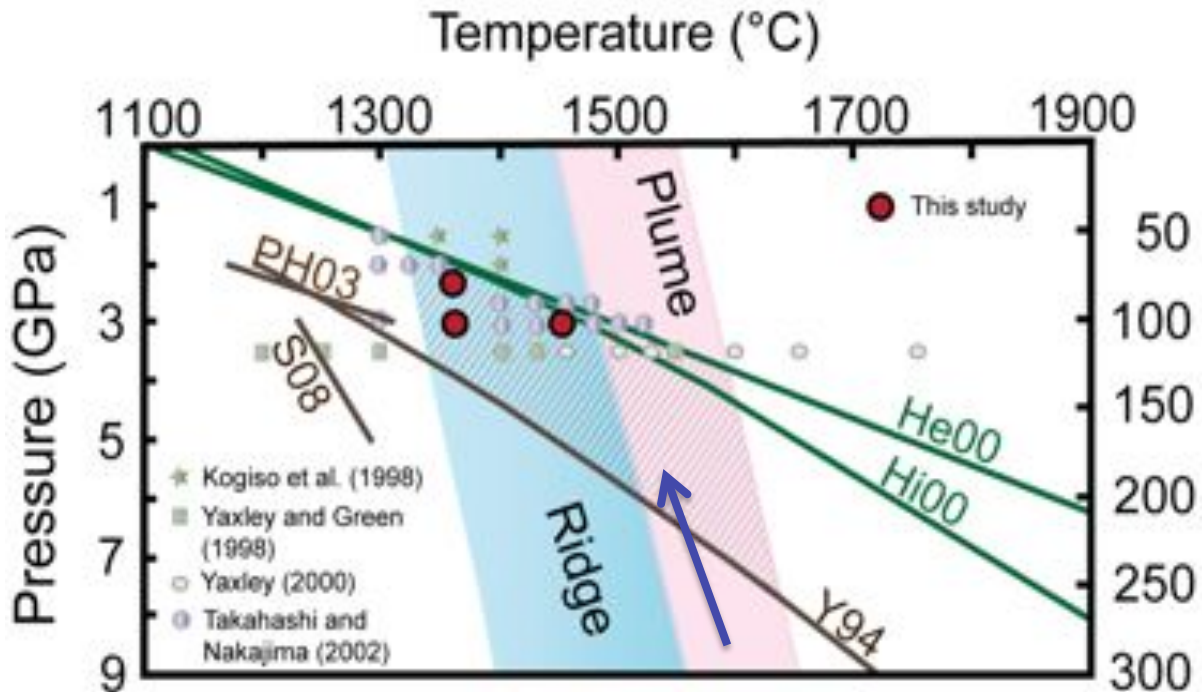 Temperature (°C)
1100 1300 1500 1700 1900
Pressure (GPa)
1
3
5
7
9
50
100
150
200
250
300
Ridge
Plume
This study
PH03
S08
He00
Hi00
Y94
Kogiso et al. (1998)
Yaxley and Green
(1998)
Yaxley (2000)
Takahashi and
Nakajima (2002)